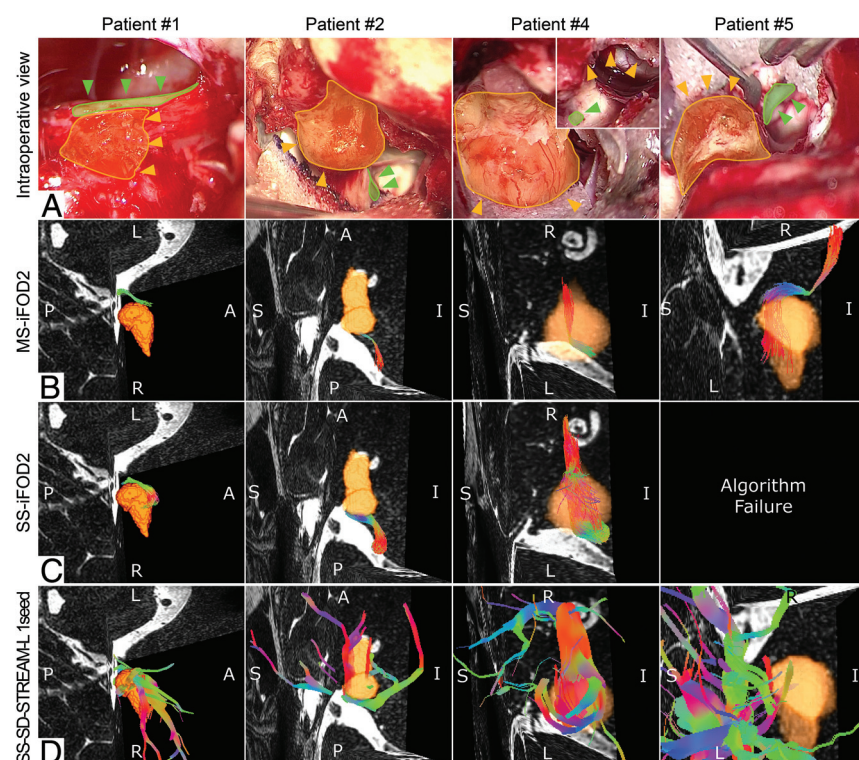 Patient #1 Patient #2 Patient #4 Patient #5
Intraoperative view
A
MS-iFOD2
L P A R
A S I P
R S I L
R S L
B
SS-iFOD2
L P A R
A S I P
R S I L
Algorithm
Failure
C
SS-SD-STREAM-L 1seed
L P A R
A S I P
R S I L
R S I L
D